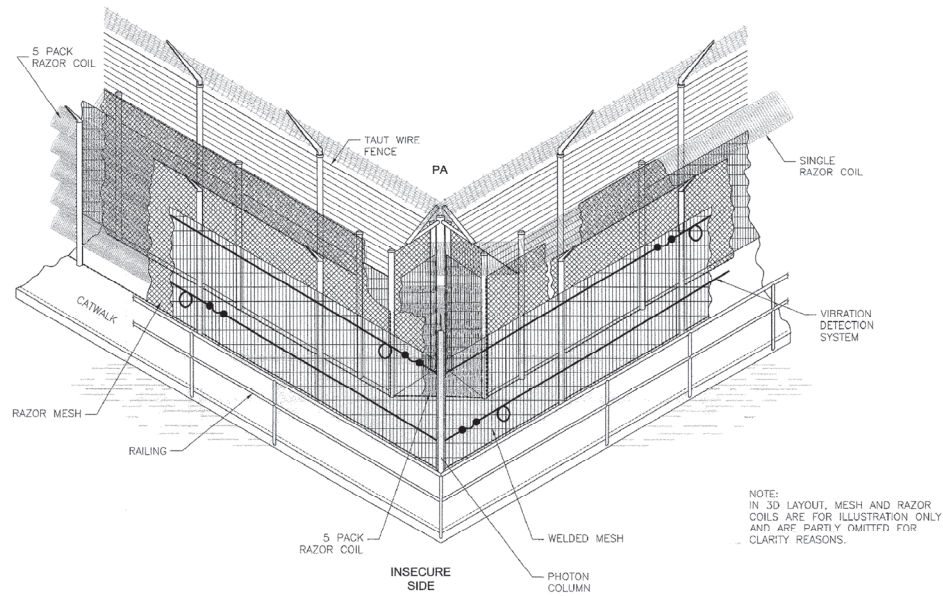 5 PACK
RAZOR COIL
TAUT WIRE
FENCE
PA
SINGLE
RAZOR COIL
CATWALK
VIBRATION
DETECTION
SYSTEM
RAZOR MESH
RAILING
5 PACK
RAZOR COIL
WELDED MESH
INSECURE
SIDE
PHOTON
COLUMN
NOTE:
IN 3D LAYOUT, MESH AND RAZOR
COILS ARE FOR ILLUSTRATION ONLY
AND ARE PARTLY OMITTED FOR
CLARITY REASONS.